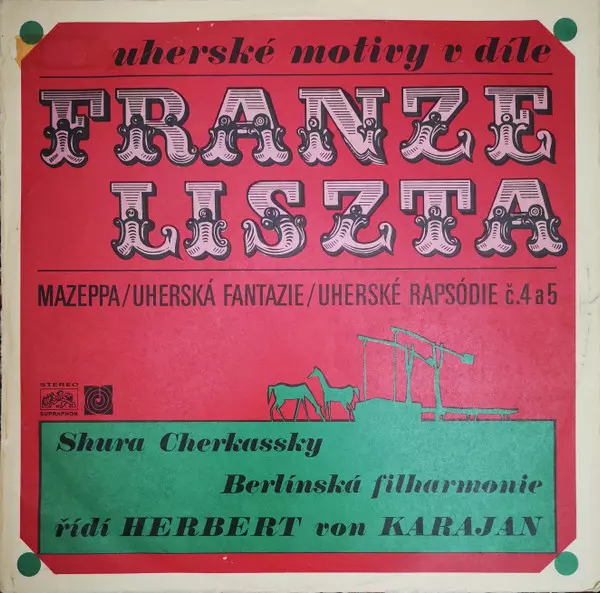 uherské motivy v díle
FRANZE
LISZTA
MAZEPPA/UHERSKÁ FANTAZIE/UHERSKÉ RAPSÓDIE č.4 a 5
STEREO
SUPRAPHON
Shura Cherkassky
Berlínská filharmonie
řídí HERBERT von KARAJAN